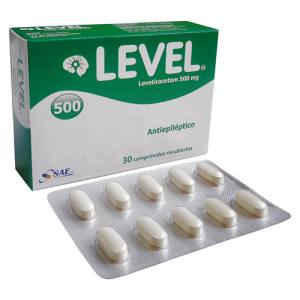 LEVEL
Levetiracetam 500 mg
500
Antiepiléptico
30 comprimidos recubiertos
SAE